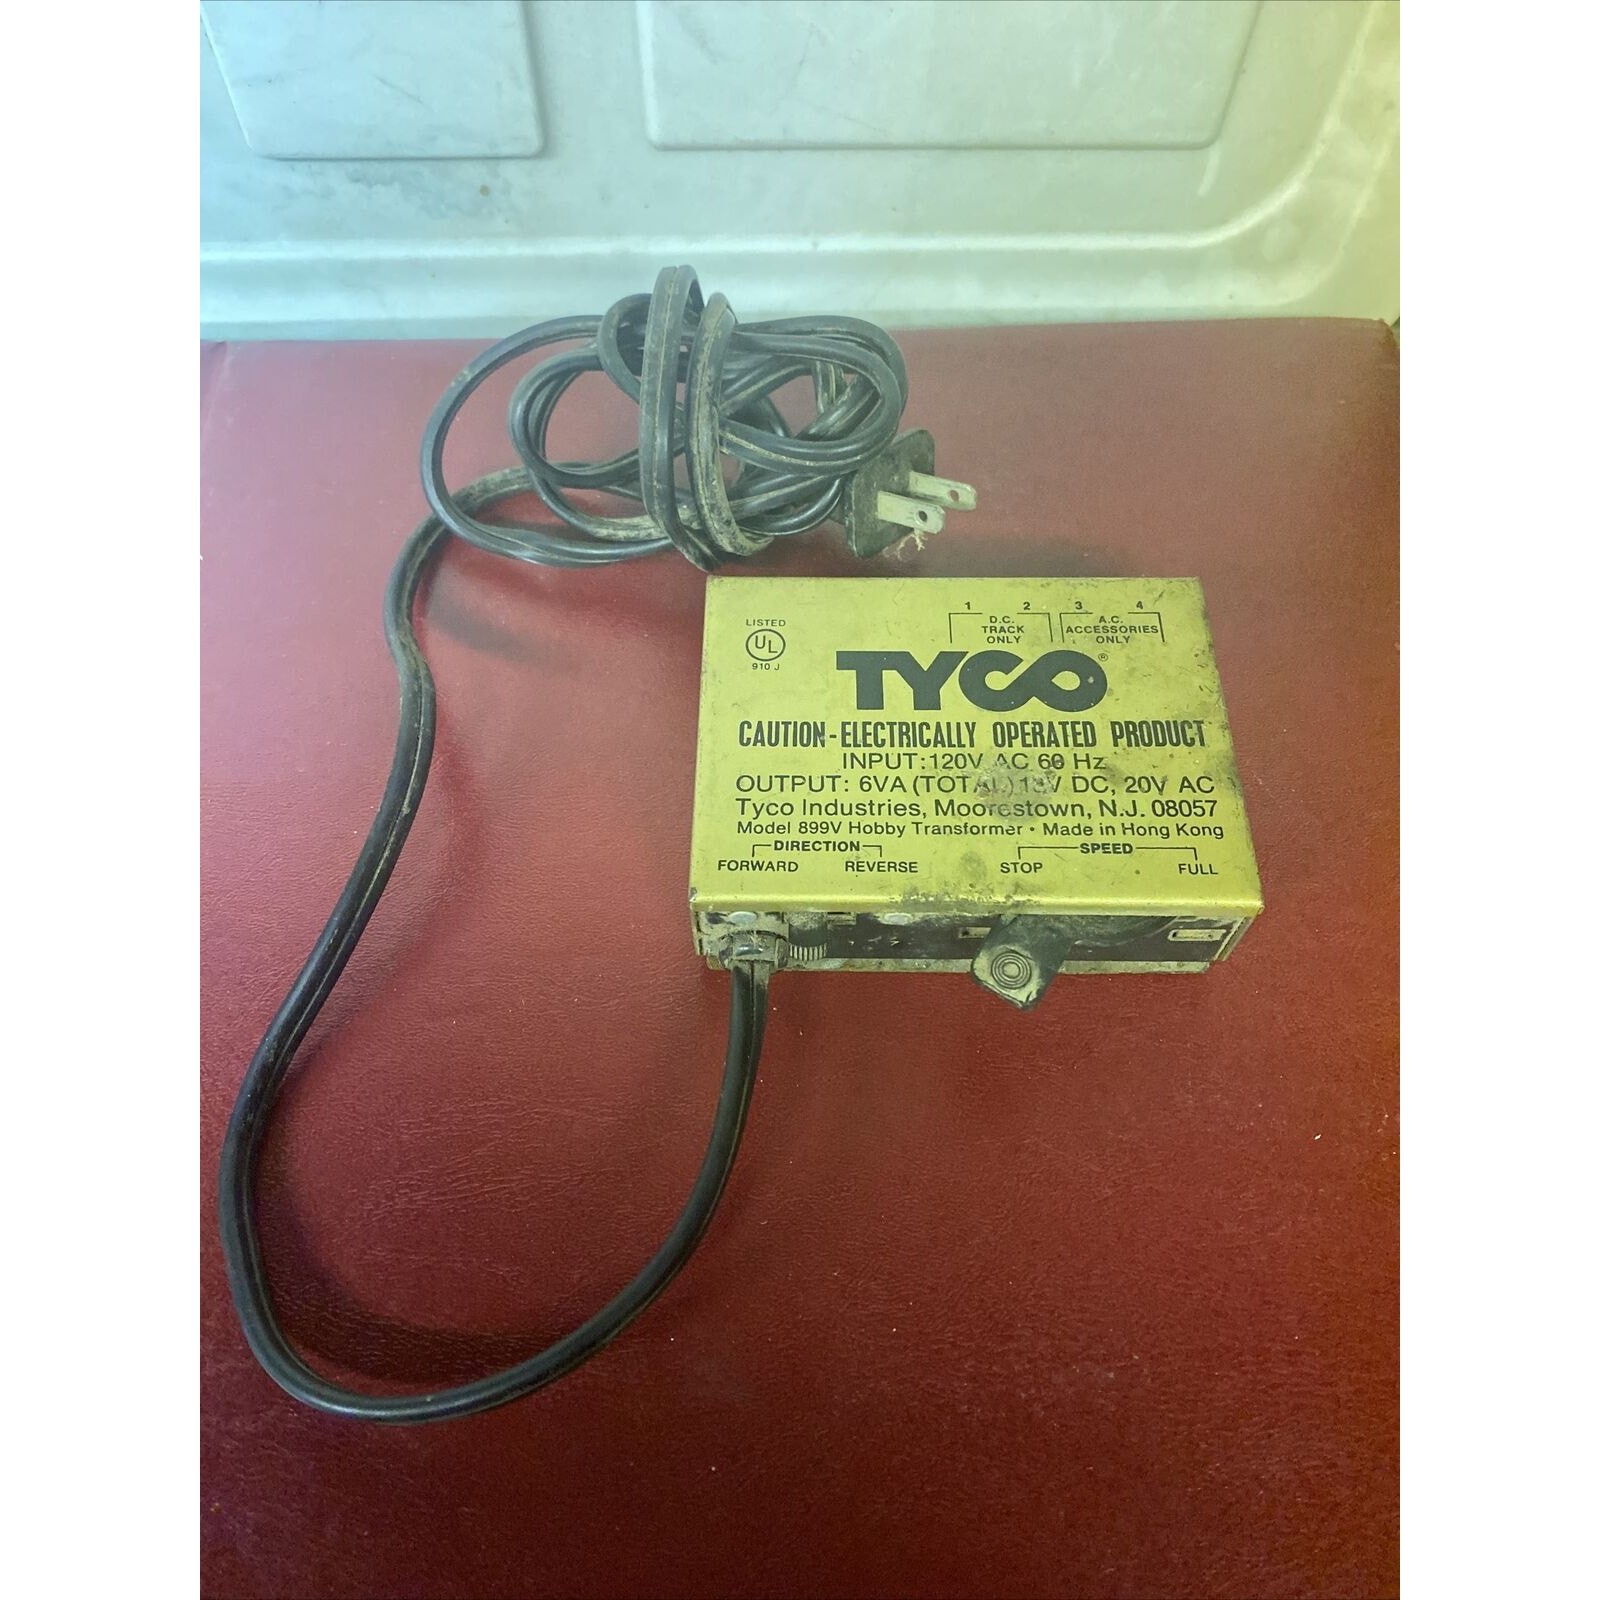 1 2 3 4
D.C. TRACK ONLY
A.C. ACCESSORIES ONLY
LISTED
UL
910 J
TYCO®
CAUTION-ELECTRICALLY OPERATED PRODUCT
INPUT: 120V AC 60 Hz
OUTPUT: 6VA (TOTAL) DC, 20V AC
Tyco Industries, Moorestown, N.J. 08057
Model 899V Hobby Transformer • Made in Hong Kong
DIRECTION
FORWARD REVERSE
SPEED
STOP FULL